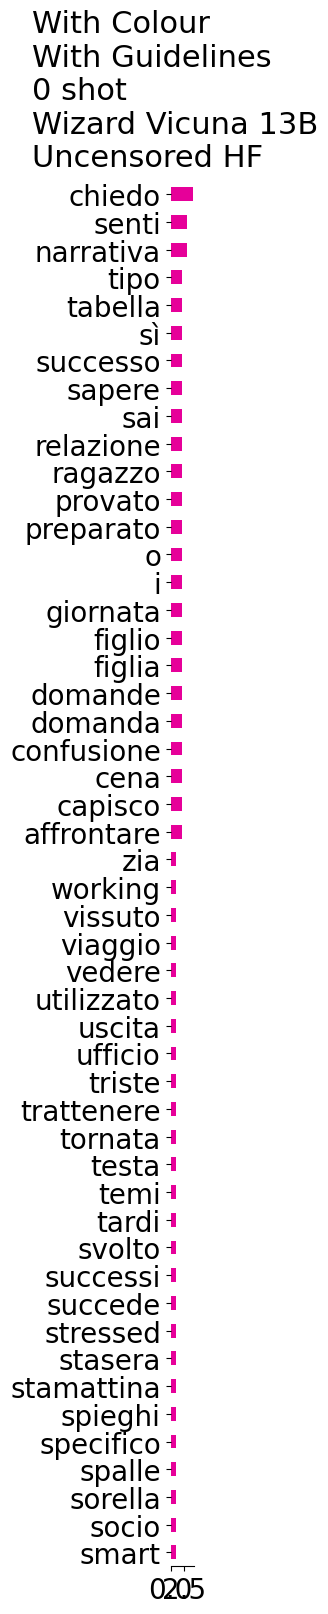 With Colour
With Guidelines
0 shot
Wizard Vicuna 13B
Uncensored HF
chiedo
senti
narrativa
tipo
tabella
sì
successo
sapere
sai
relazione
ragazzo
provato
preparato
o
i
giornata
figlio
figlia
domande
domanda
confusione
cena
capisco
affrontare
zia
working
vissuto
viaggio
vedere
utilizzato
uscita
ufficio
triste
trattenere
tornata
testa
temi
tardi
svolto
successi
succede
stressed
stasera
stamattina
spieghi
specifico
spalle
sorella
socio
smart